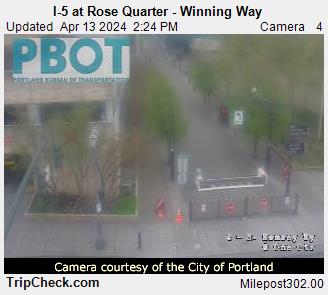 I-5 at Rose Quarter - Winning Way
Updated Apr 13 2024 2:24 PM Camera 4
PBOT
PORTLAND BUREAU OF TRANSPORTATION
Camera courtesy of the City of Portland
TripCheck.com Milepost302.00